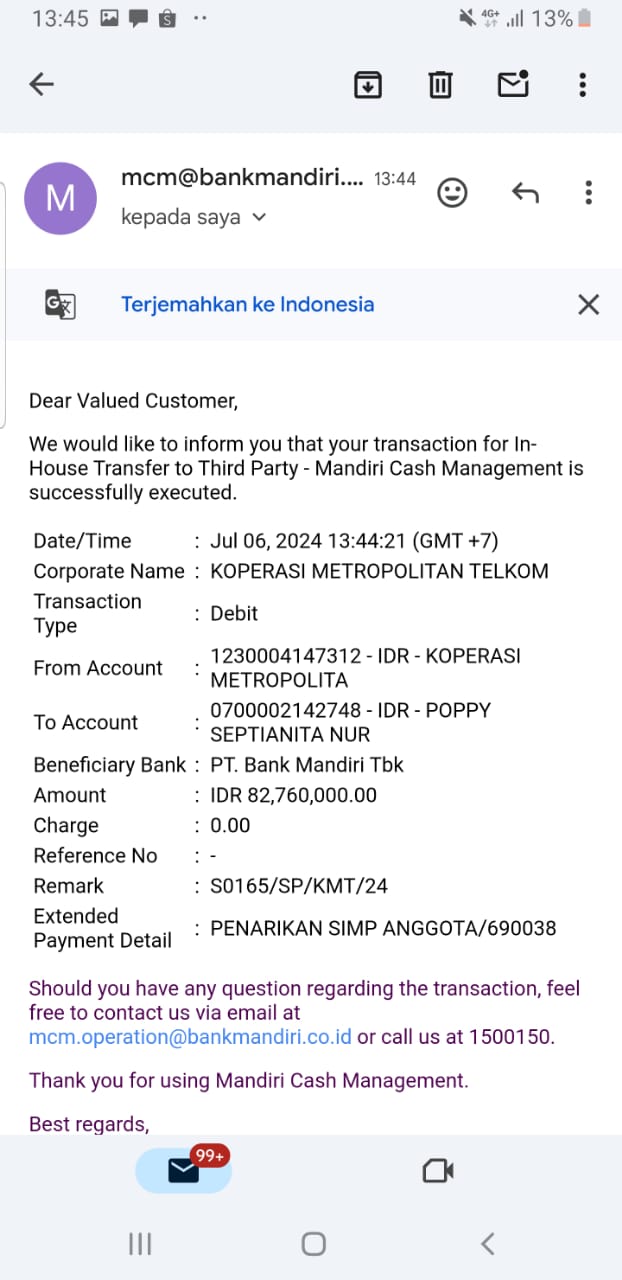 13:45
4G+
13%
M
mcm@bankmandiri.... 13:44
kepada saya
Terjemahkan ke Indonesia
Dear Valued Customer,
We would like to inform you that your transaction for In-
House Transfer to Third Party - Mandiri Cash Management is
successfully executed.
Date/Time : Jul 06, 2024 13:44:21 (GMT +7)
Corporate Name : KOPERASI METROPOLITAN TELKOM
Transaction
Type : Debit
From Account : 1230004147312 - IDR - KOPERASI
METROPOLITA
To Account : 0700002142748 - IDR - POPPY
SEPTIANITA NUR
Beneficiary Bank : PT. Bank Mandiri Tbk
Amount : IDR 82,760,000.00
Charge : 0.00
Reference No : -
Remark : S0165/SP/KMT/24
Extended
Payment Detail : PENARIKAN SIMP ANGGOTA/690038
Should you have any question regarding the transaction, feel
free to contact us via email at
mcm.operation@bankmandiri.co.id or call us at 1500150.
Thank you for using Mandiri Cash Management.
Best regards,
99+